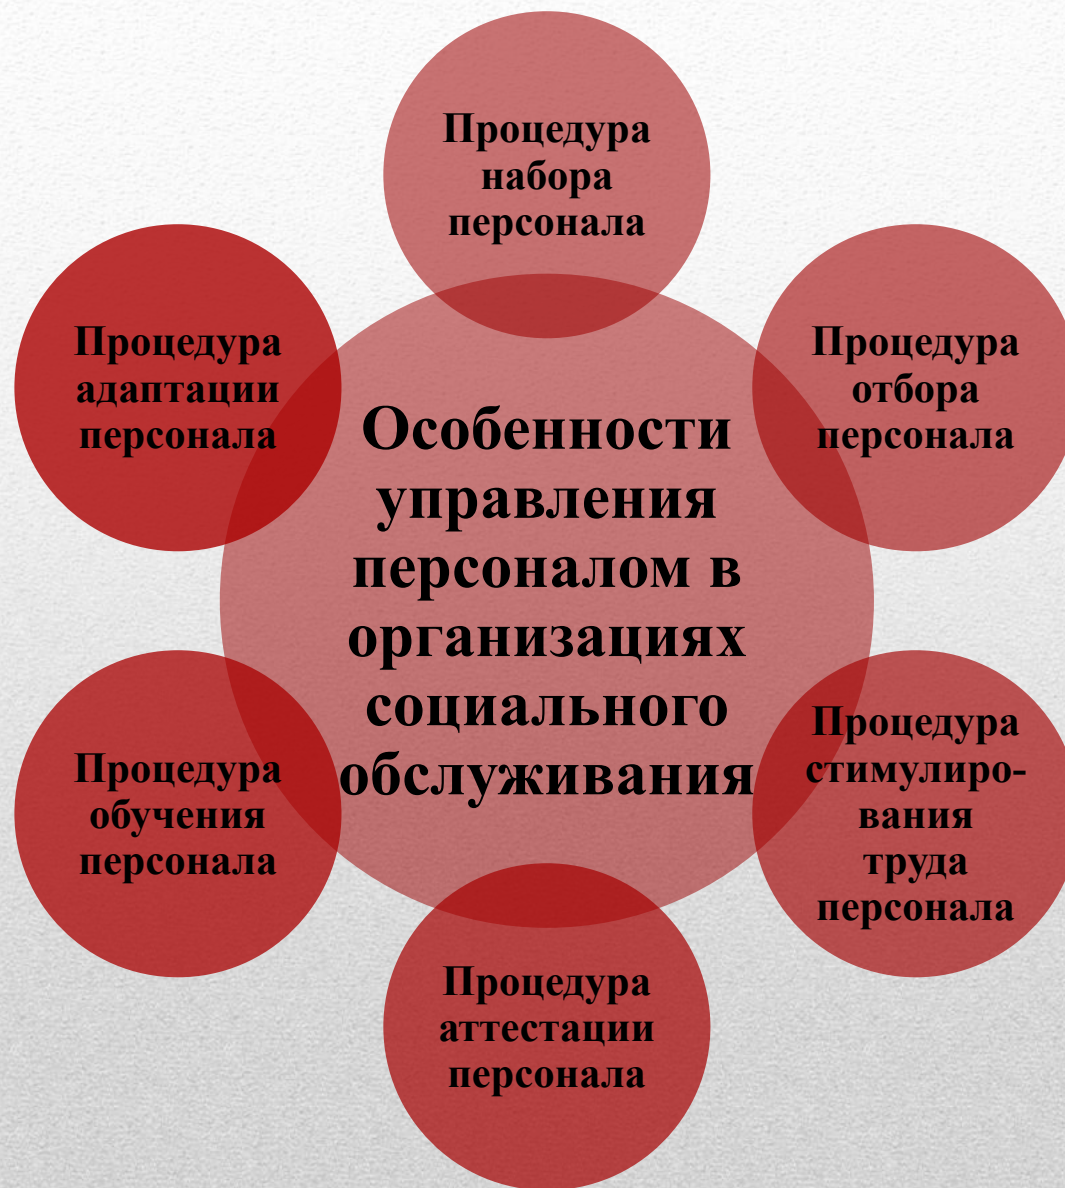 Процедура
набора
персонала
Процедура
адаптации
персонала
Процедура
отбора
персонала
Особенности
управления
персоналом в
организациях
социального
обслуживания
Процедура
обучения
персонала
Процедура
стимулиро-
вания
труда
персонала
Процедура
аттестации
персонала